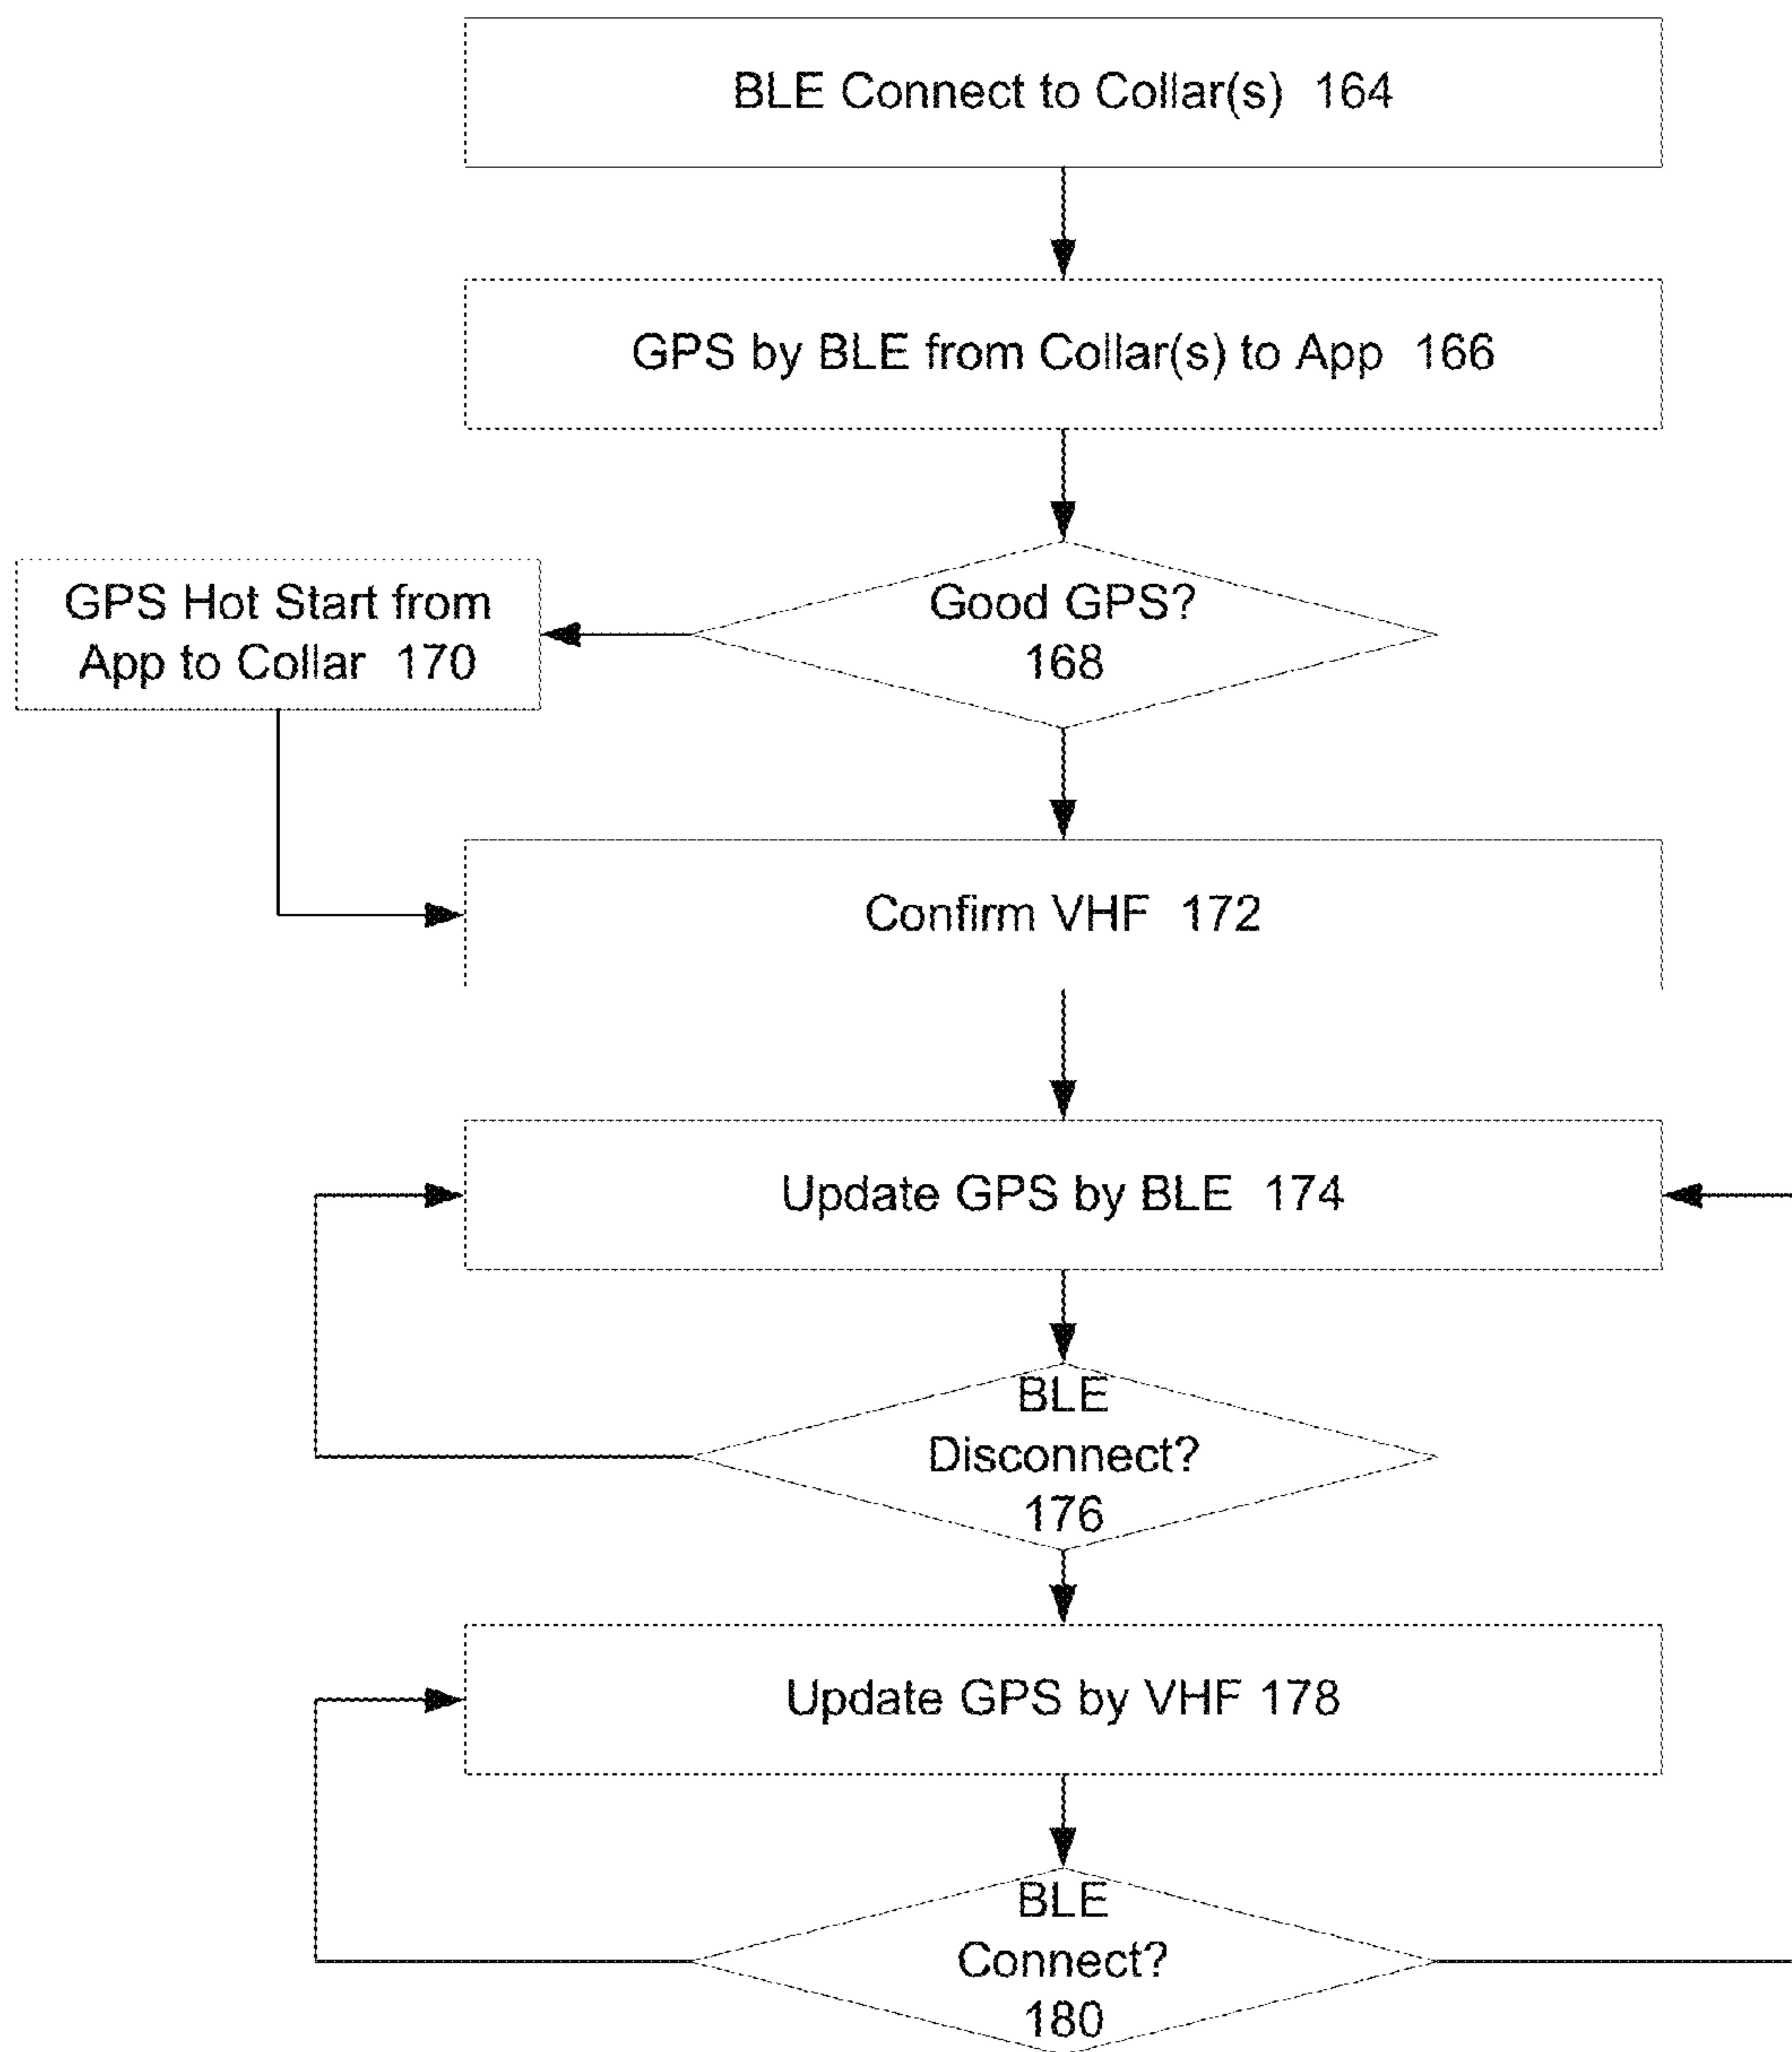 BLE Connect to Collar(s) 164
GPS by BLE from Collar(s) to App 166
Good GPS?
168
GPS Hot Start from
App to Collar 170
Confirm VHF 172
Update GPS by BLE 174
BLE
Disconnect?
176
Update GPS by VHF 178
BLE
Connect?
180